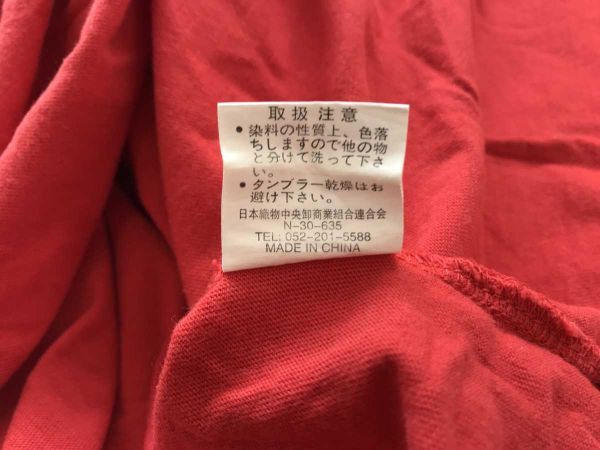 取扱注意
•染料の性質上、色落
ちしますので他の物
と分けて洗って下さ
い。
•タンブラー乾燥はお
避け下さい。
日本織物中央卸商業組合連合会
N-30-635
TEL: 052-201-5588
MADE IN CHINA